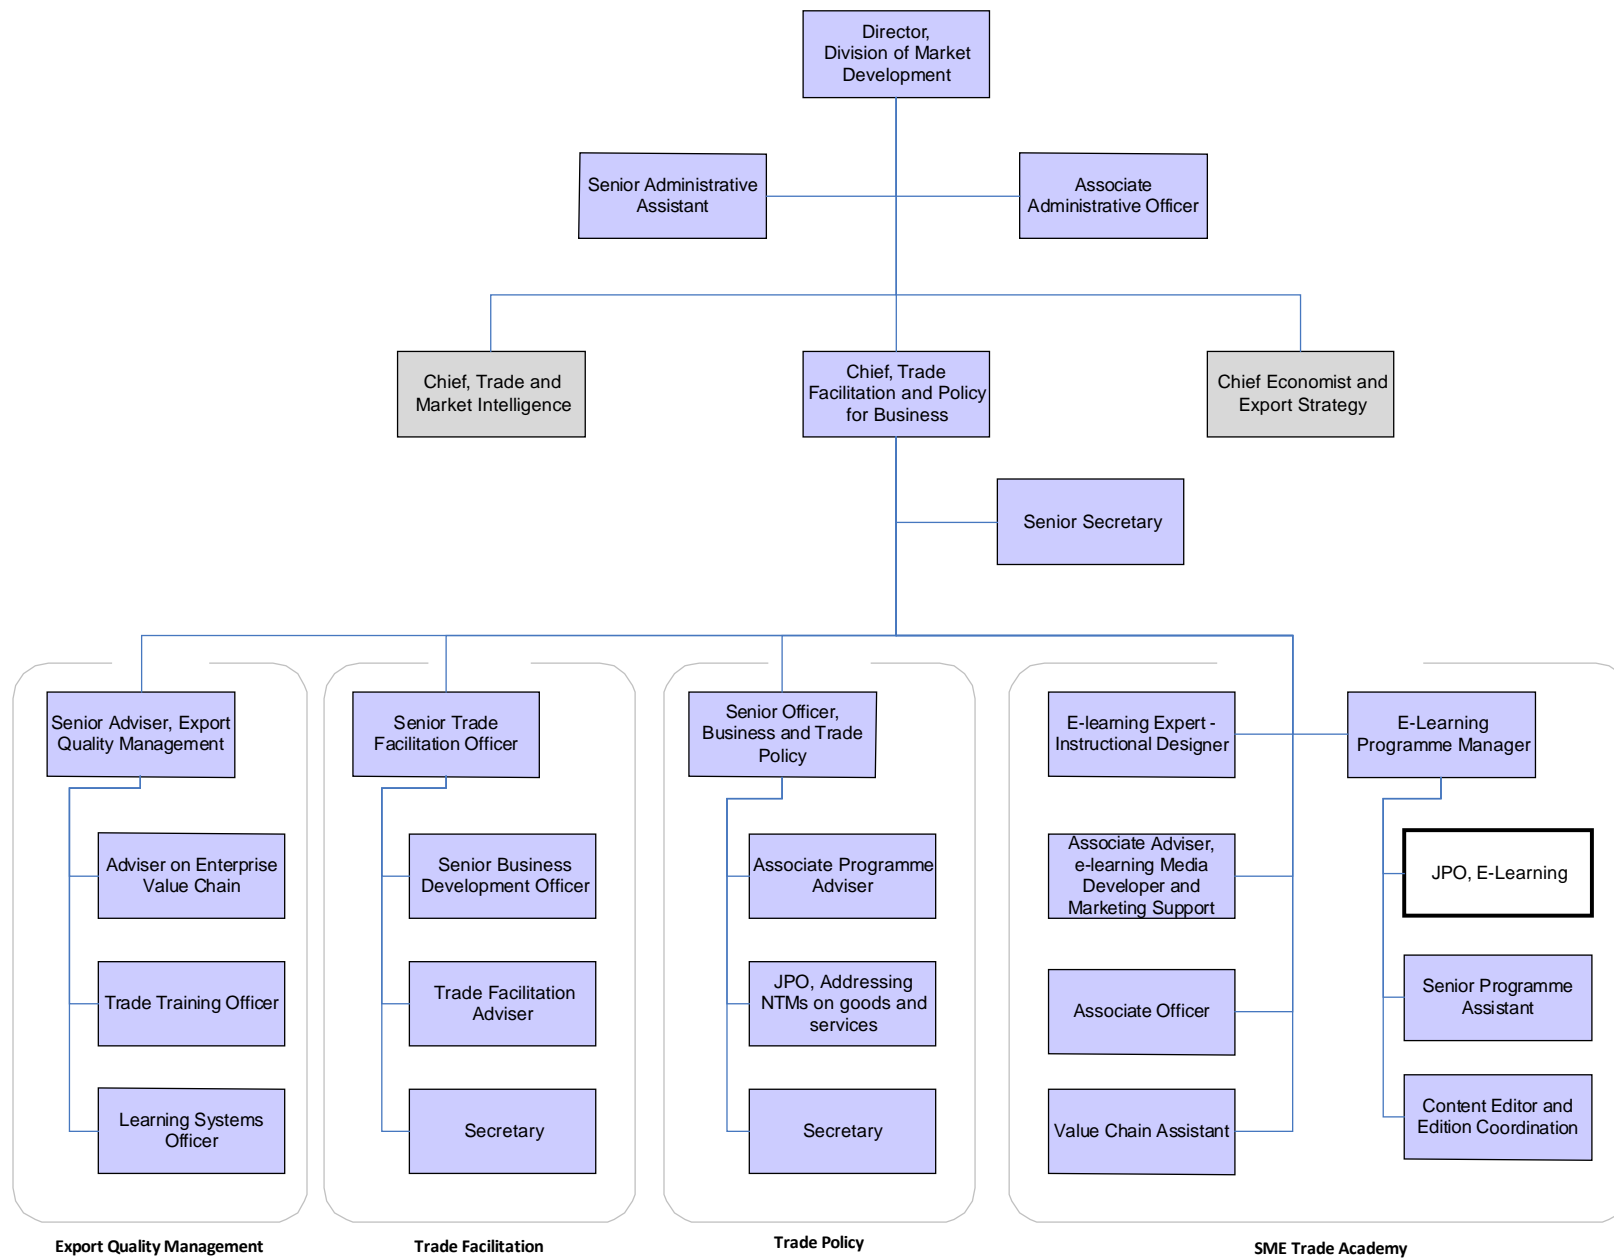 Director,
Division of Market
Development
Senior Administrative
Assistant
Associate
Administrative Officer
Chief, Trade and
Market Intelligence
Chief, Trade
Facilitation and Policy
for Business
Chief Economist and
Export Strategy
Senior Secretary
Senior Adviser, Export
Quality Management
Adviser on Enterprise
Value Chain
Trade Training Officer
Learning Systems
Officer
Export Quality Management
Senior Trade
Facilitation Officer
Senior Business
Development Officer
Trade Facilitation
Adviser
Secretary
Trade Facilitation
Senior Officer,
Business and Trade
Policy
Associate Programme
Adviser
JPO, Addressing
NTMs on goods and
services
Secretary
Trade Policy
E-learning Expert -
Instructional Designer
Associate Adviser,
e-learning Media
Developer and
Marketing Support
Associate Officer
Value Chain Assistant
E-Learning
Programme Manager
JPO, E-Learning
Senior Programme
Assistant
Content Editor and
Edition Coordination
SME Trade Academy